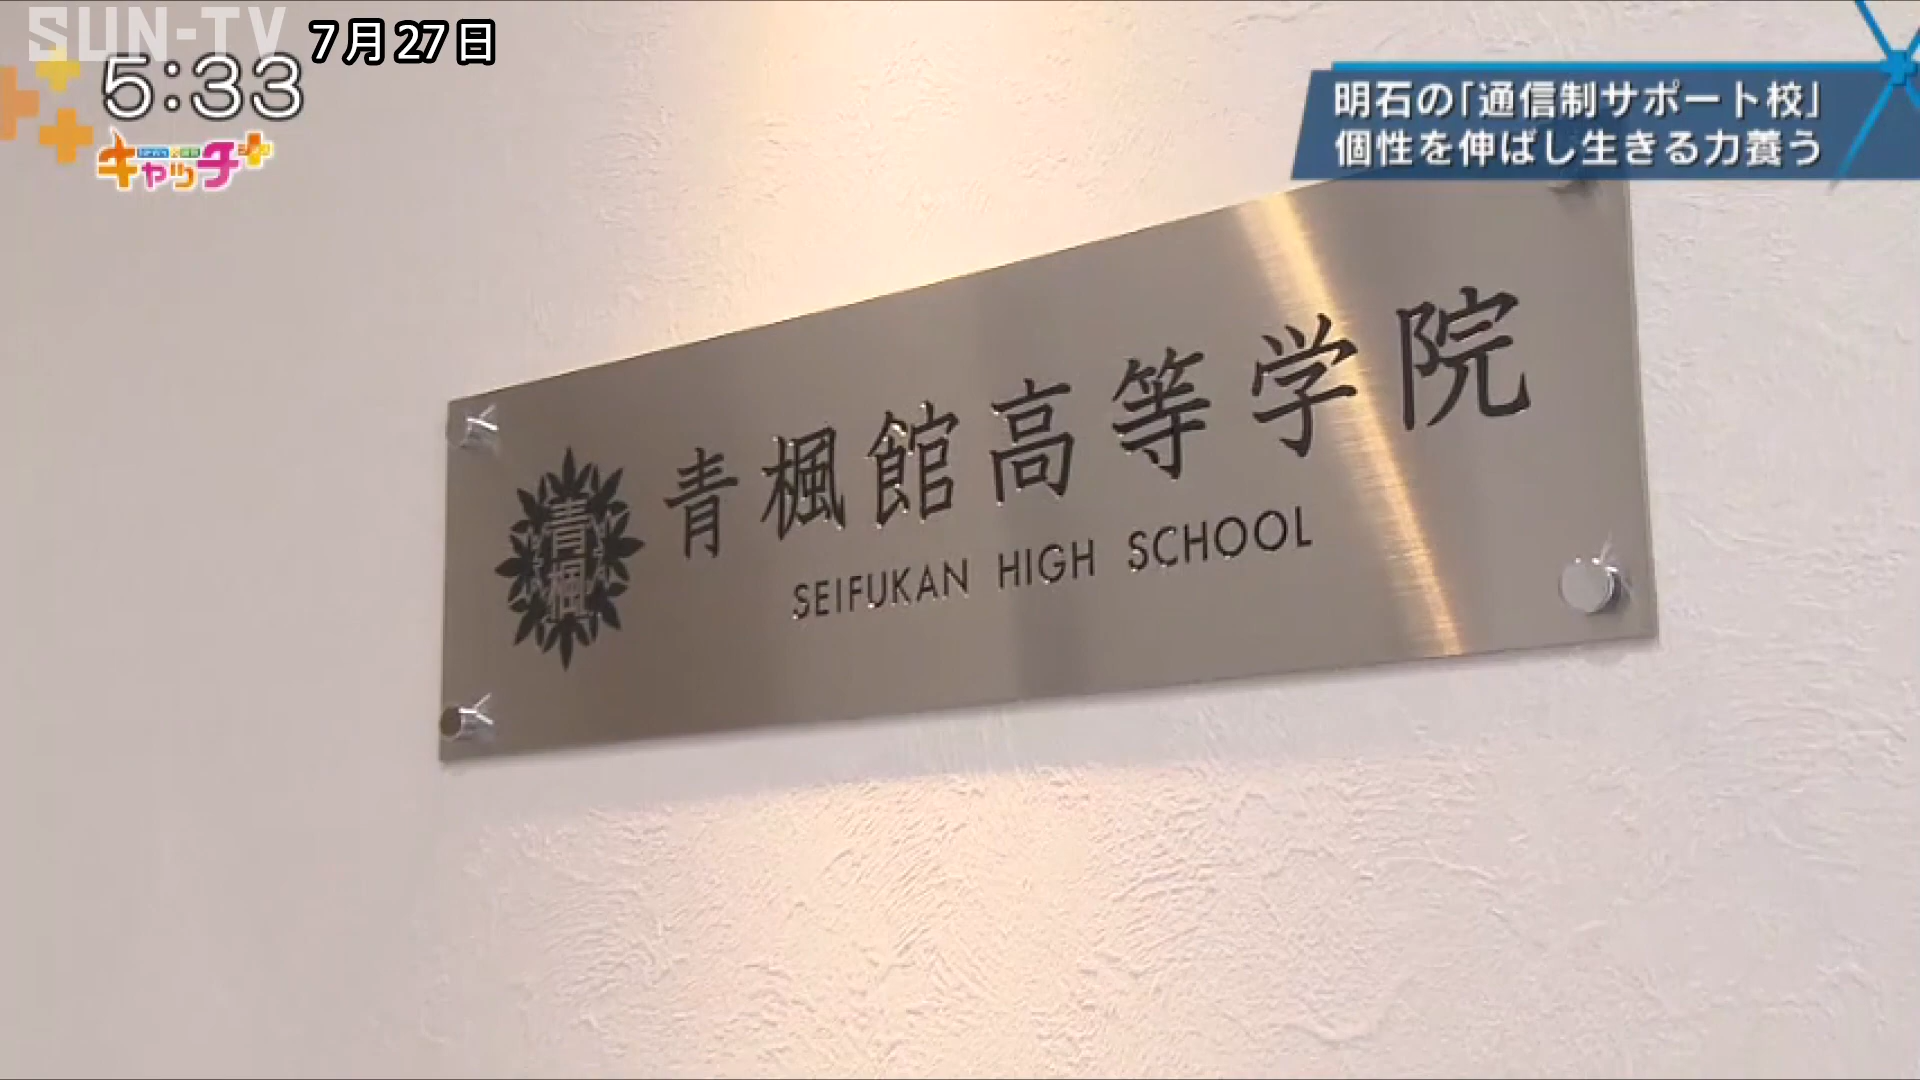 SUN-TV
7月27日
5:33
キャッチ+
明石の「通信制サポート校」
個性を伸ばし生きる力養う
青楓
青楓館高等学院
SEIFUKAN HIGH SCHOOL